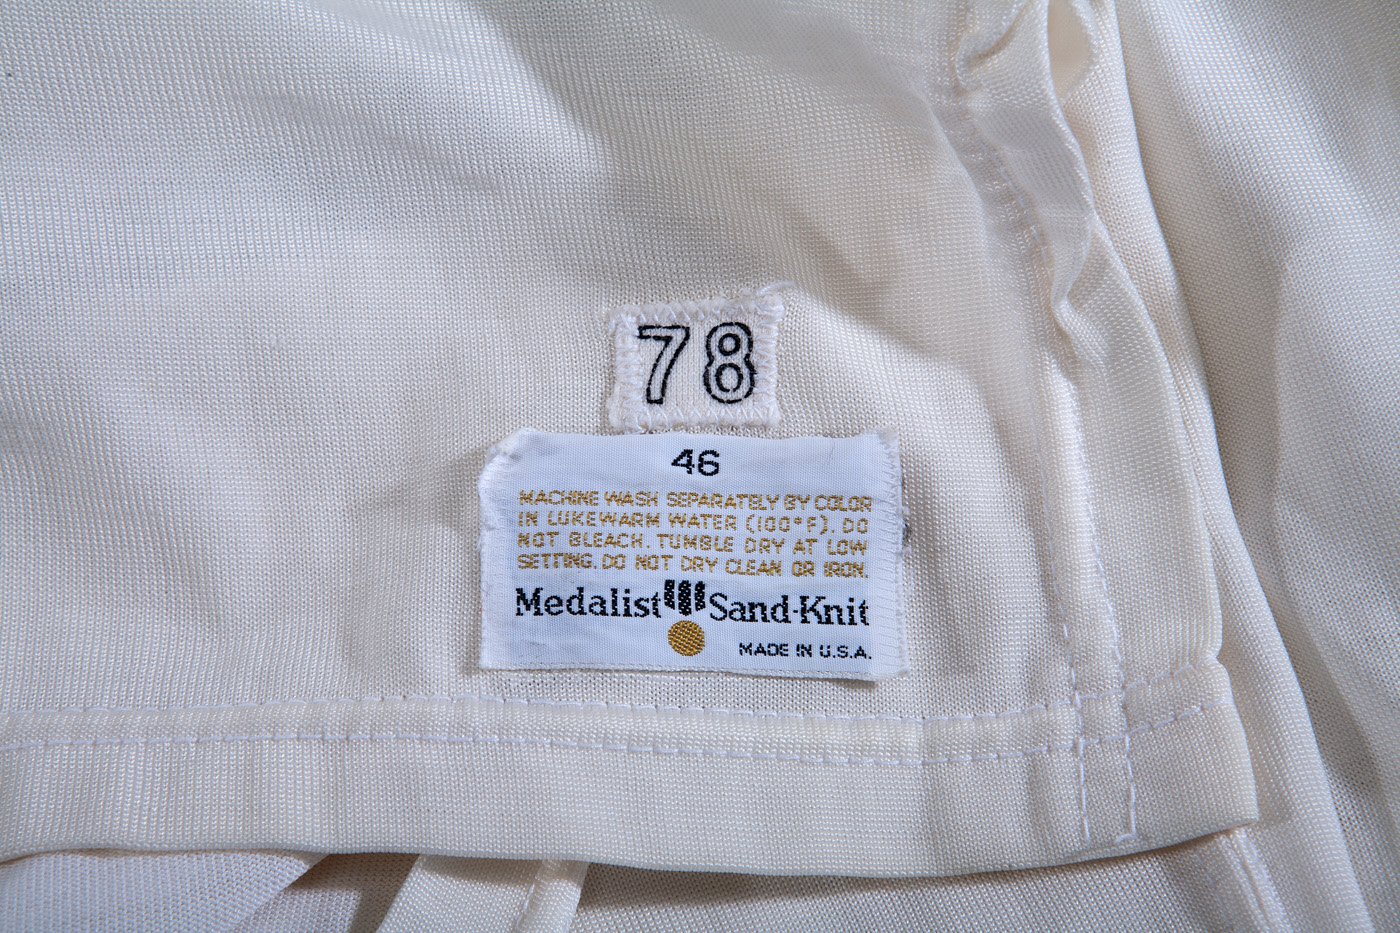 78
46
MACHINE WASH SEPARATELY BY COLOR
IN LUKEWARM WATER (100°F). DO
NOT BLEACH. TUMBLE DRY AT LOW
SETTING. DO NOT DRY CLEAN OR IRON.
Medalist Sand-Knit
MADE IN U.S.A.